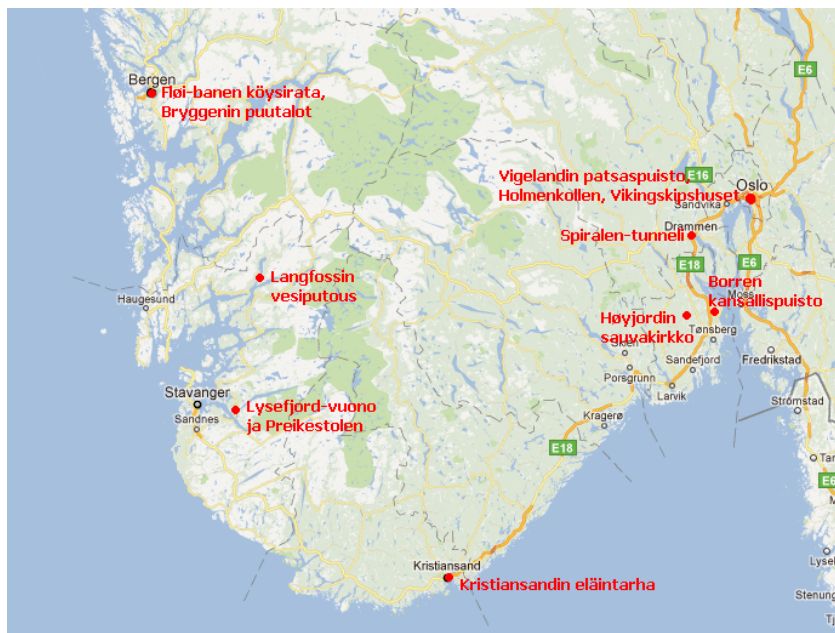 Bergen
Fløi-banen köysirata,
Bryggenin puutalot
E6
E16
Vigelandin patsaspuisto,
Holmenkollen, Vikingskipshuset
Oslo
Sandvika
Drammen
Spiralen-tunneli
E18
E6
Langfossin
vesiputous
Haugesund
Borren
kansallispuisto
Moss
Høyjordin
sauvakirkko
Tønsberg
Skien
Fredrikstad
Sandefjord
Porsgrunn
Larvik
Stavanger
Sandnes
Lysefjord-vuono
ja Preikestolen
Kragerø
Strömstad
E18
E6
Kristiansand
Kristiansandin eläintarha